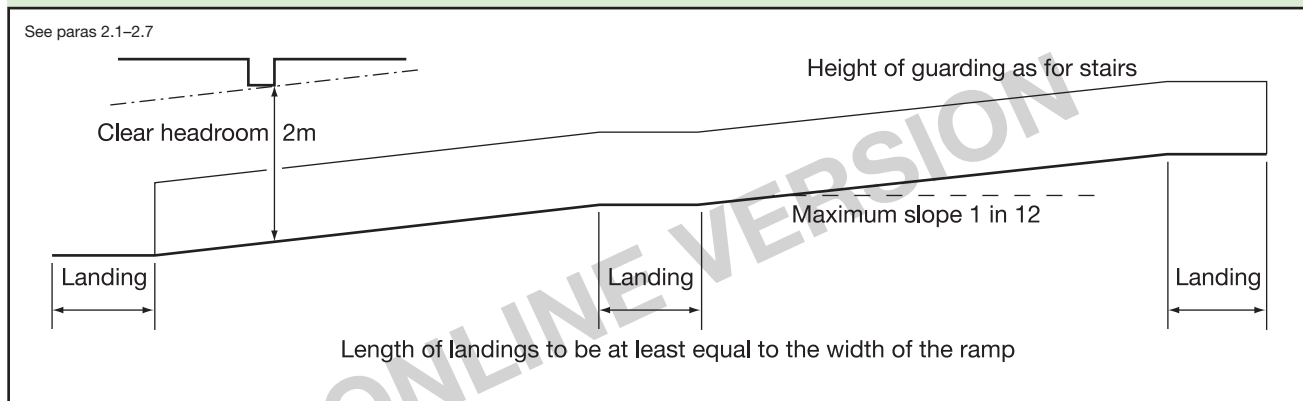 See paras 2.1–2.7
Height of guarding as for stairs
Clear headroom 2m
Maximum slope 1 in 12
Landing
Landing
Landing
Length of landings to be at least equal to the width of the ramp
ONLINE VERSION